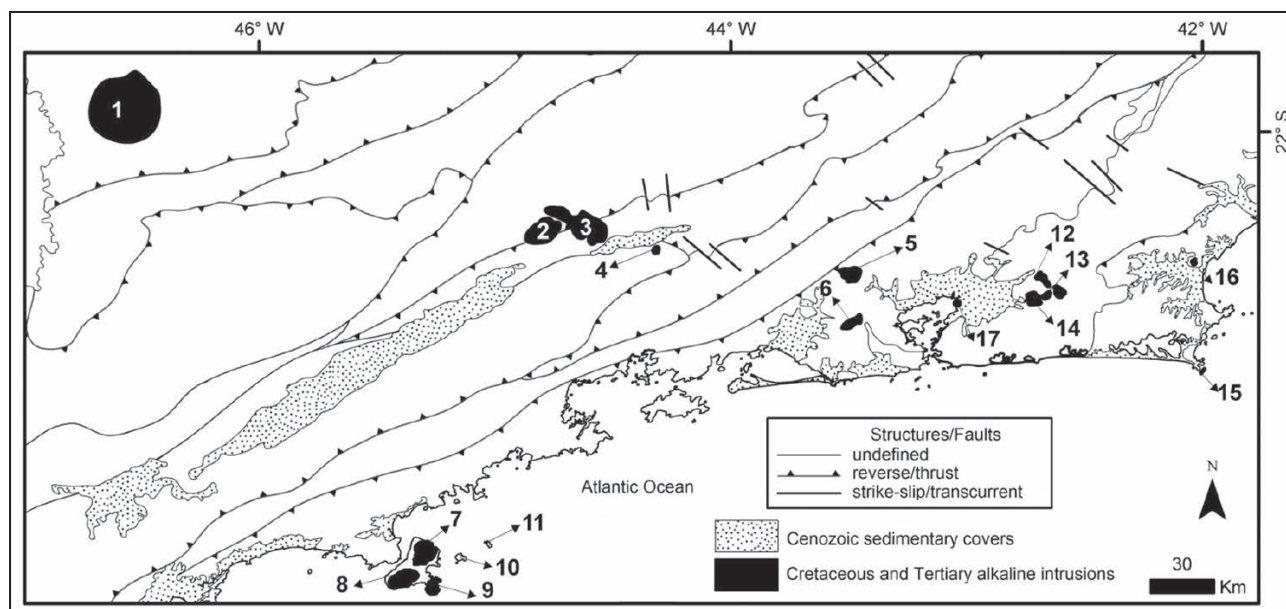 46° W
44° W
42° W
22° S
1
2
3
4
5
6
12
13
14
16
17
15
7
11
10
8
9
Atlantic Ocean
Structures/Faults
undefined
reverse/thrust
strike-slip/transcurrent
N
Cenozoic sedimentary covers
Cretaceous and Tertiary alkaline intrusions
30
Km